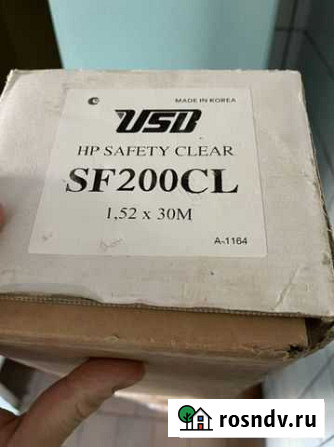 MADE IN KOREA
USB
HP SAFETY CLEAR
SF200CL
1,52 x 30M
A-1164
rosndv.ru